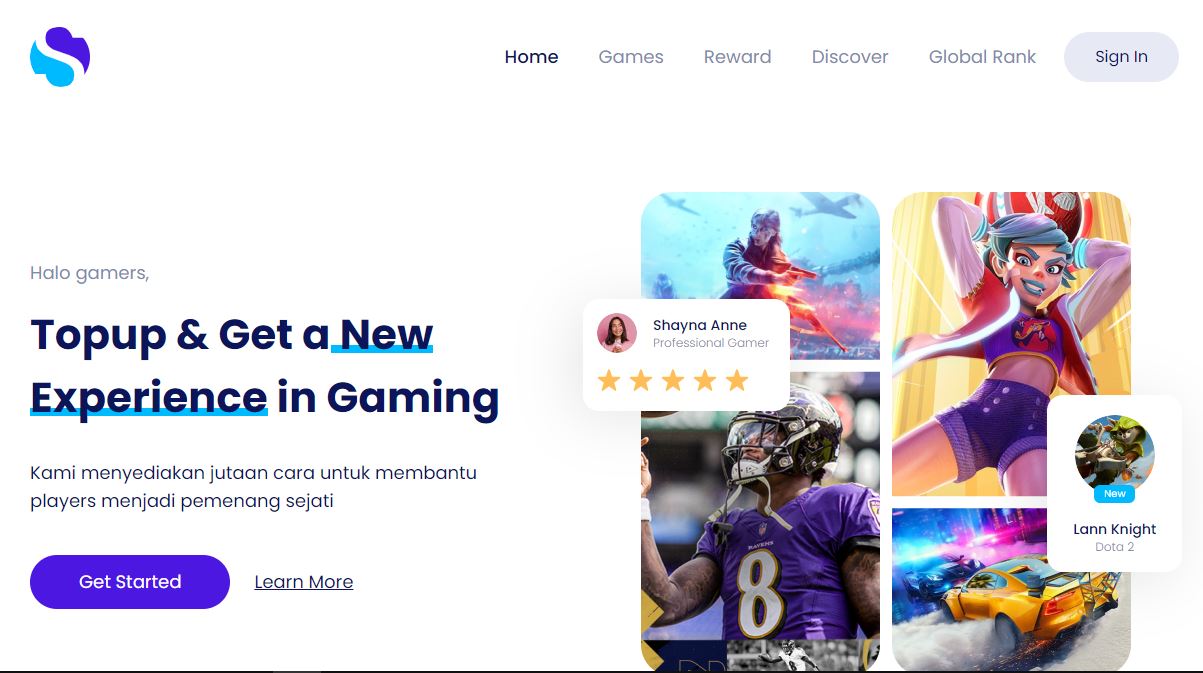 Home Games Reward Discover Global Rank Sign In
Halo gamers,
Topup & Get a New
Experience in Gaming
Kami menyediakan jutaan cara untuk membantu
players menjadi pemenang sejati
Get Started Learn More
Shayna Anne
Professional Gamer
RAVENS
8
New
Lann Knight
Dota 2